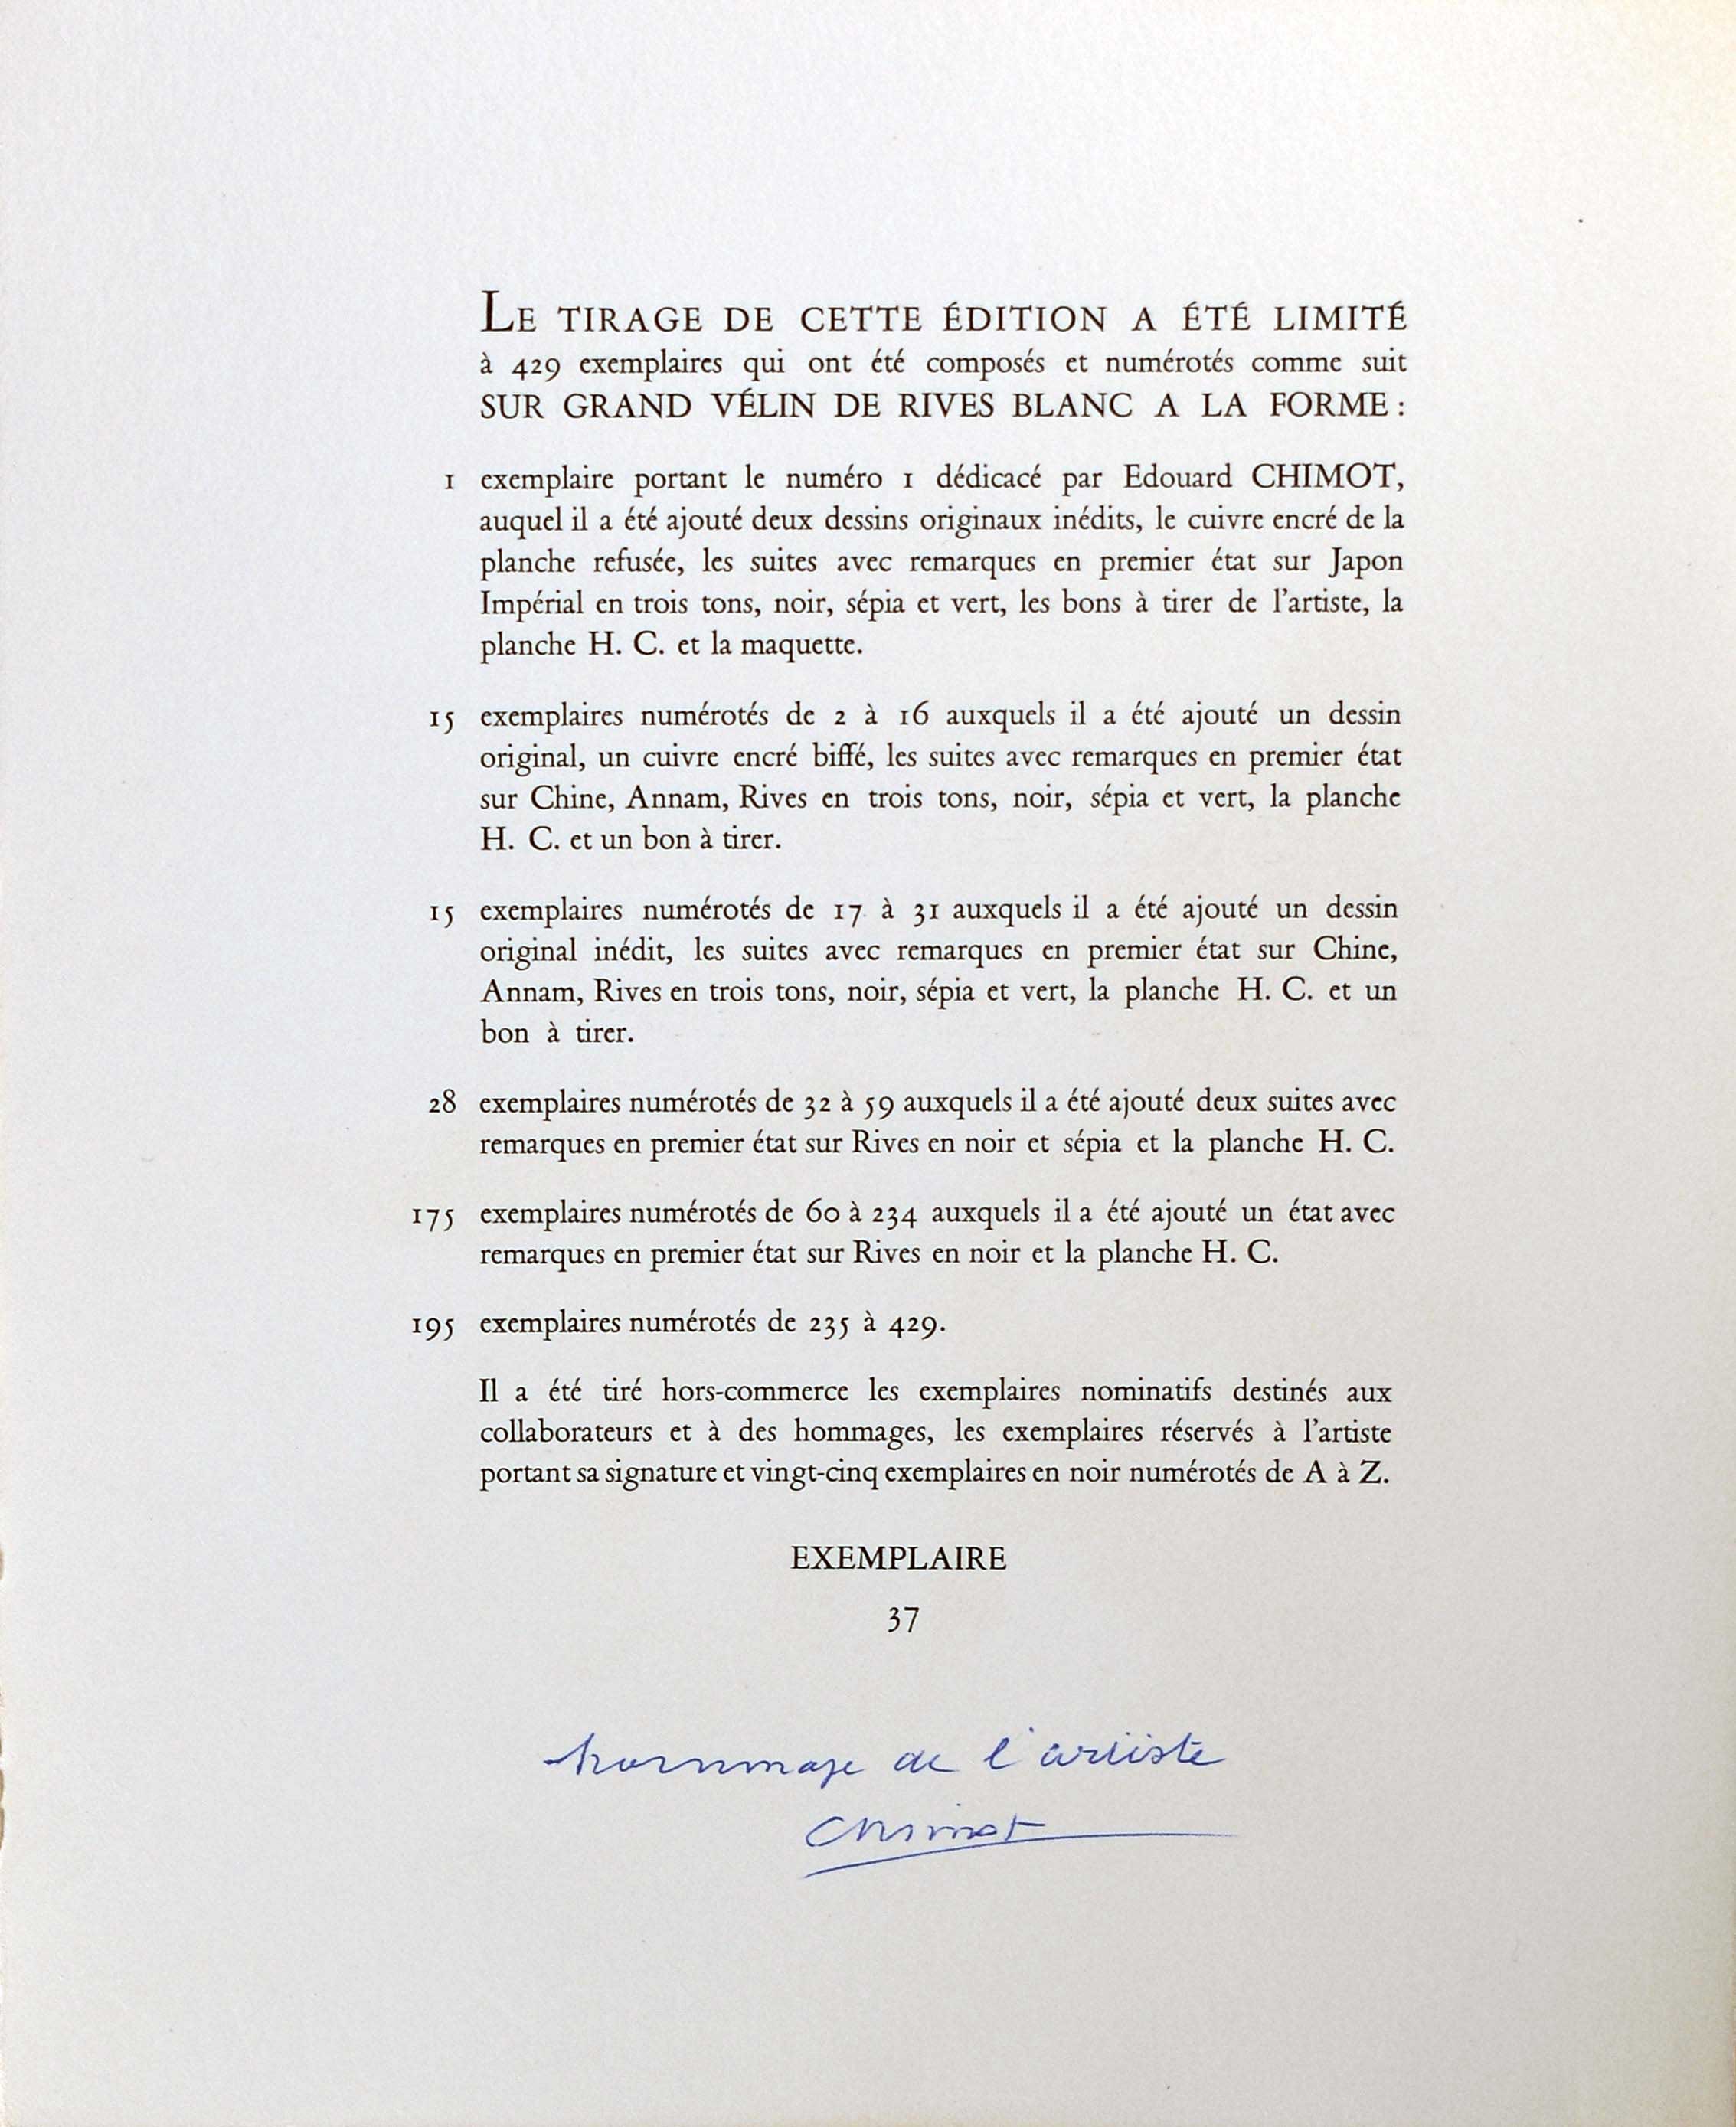 LE TIRAGE DE CETTE ÉDITION A ÉTÉ LIMITÉ
à 429 exemplaires qui ont été composés et numérotés comme suit
SUR GRAND VÉLIN DE RIVES BLANC A LA FORME :
1 exemplaire portant le numéro 1 dédicacé par Edouard CHIMOT,
auquel il a été ajouté deux dessins originaux inédits, le cuivre encré de la
planche refusée, les suites avec remarques en premier état sur Japon
Impérial en trois tons, noir, sépia et vert, les bons à tirer de l'artiste, la
planche H. C. et la maquette.
15 exemplaires numérotés de 2 à 16 auxquels il a été ajouté un dessin
original, un cuivre encré biffé, les suites avec remarques en premier état
sur Chine, Annam, Rives en trois tons, noir, sépia et vert, la planche
H. C. et un bon à tirer.
15 exemplaires numérotés de 17 à 31 auxquels il a été ajouté un dessin
original inédit, les suites avec remarques en premier état sur Chine,
Annam, Rives en trois tons, noir, sépia et vert, la planche H. C. et un
bon à tirer.
28 exemplaires numérotés de 32 à 59 auxquels il a été ajouté deux suites avec
remarques en premier état sur Rives en noir et sépia et la planche H. C.
175 exemplaires numérotés de 60 à 234 auxquels il a été ajouté un état avec
remarques en premier état sur Rives en noir et la planche H. C.
195 exemplaires numérotés de 235 à 429.
Il a été tiré hors-commerce les exemplaires nominatifs destinés aux
collaborateurs et à des hommages, les exemplaires réservés à l'artiste
portant sa signature et vingt-cinq exemplaires en noir numérotés de A à Z.
EXEMPLAIRE
37
hommage de l'artiste
Chimot